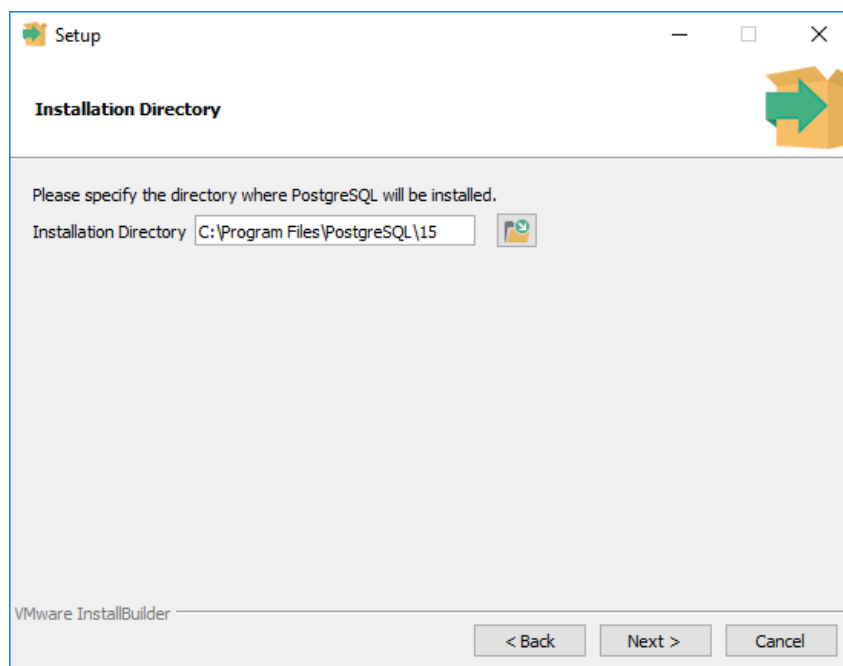 Setup
Installation Directory
Please specify the directory where PostgreSQL will be installed.
Installation Directory C:\Program Files\PostgreSQL\15
VMware InstallBuilder
< Back Next > Cancel